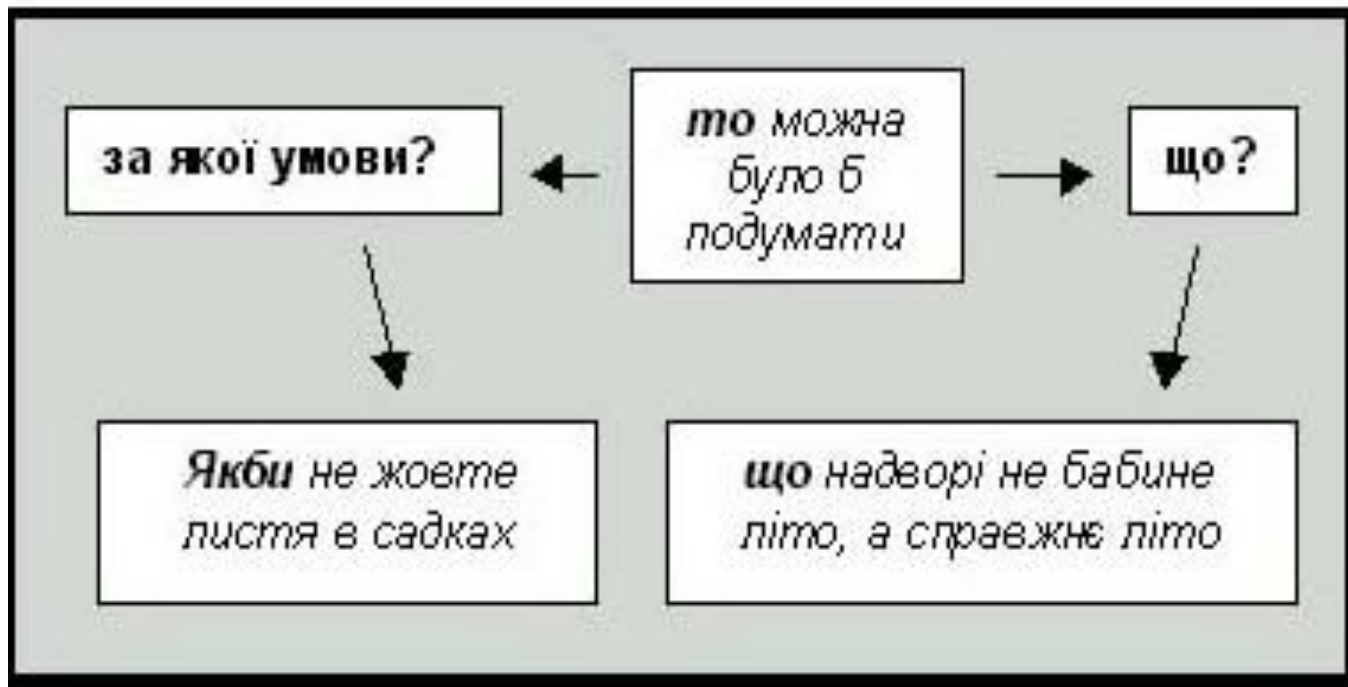 за якої умови?
то можна
було б
подумати
що?
Якби не жовте
листя в садках
що надворі не бабине
літо, а справжнє літо